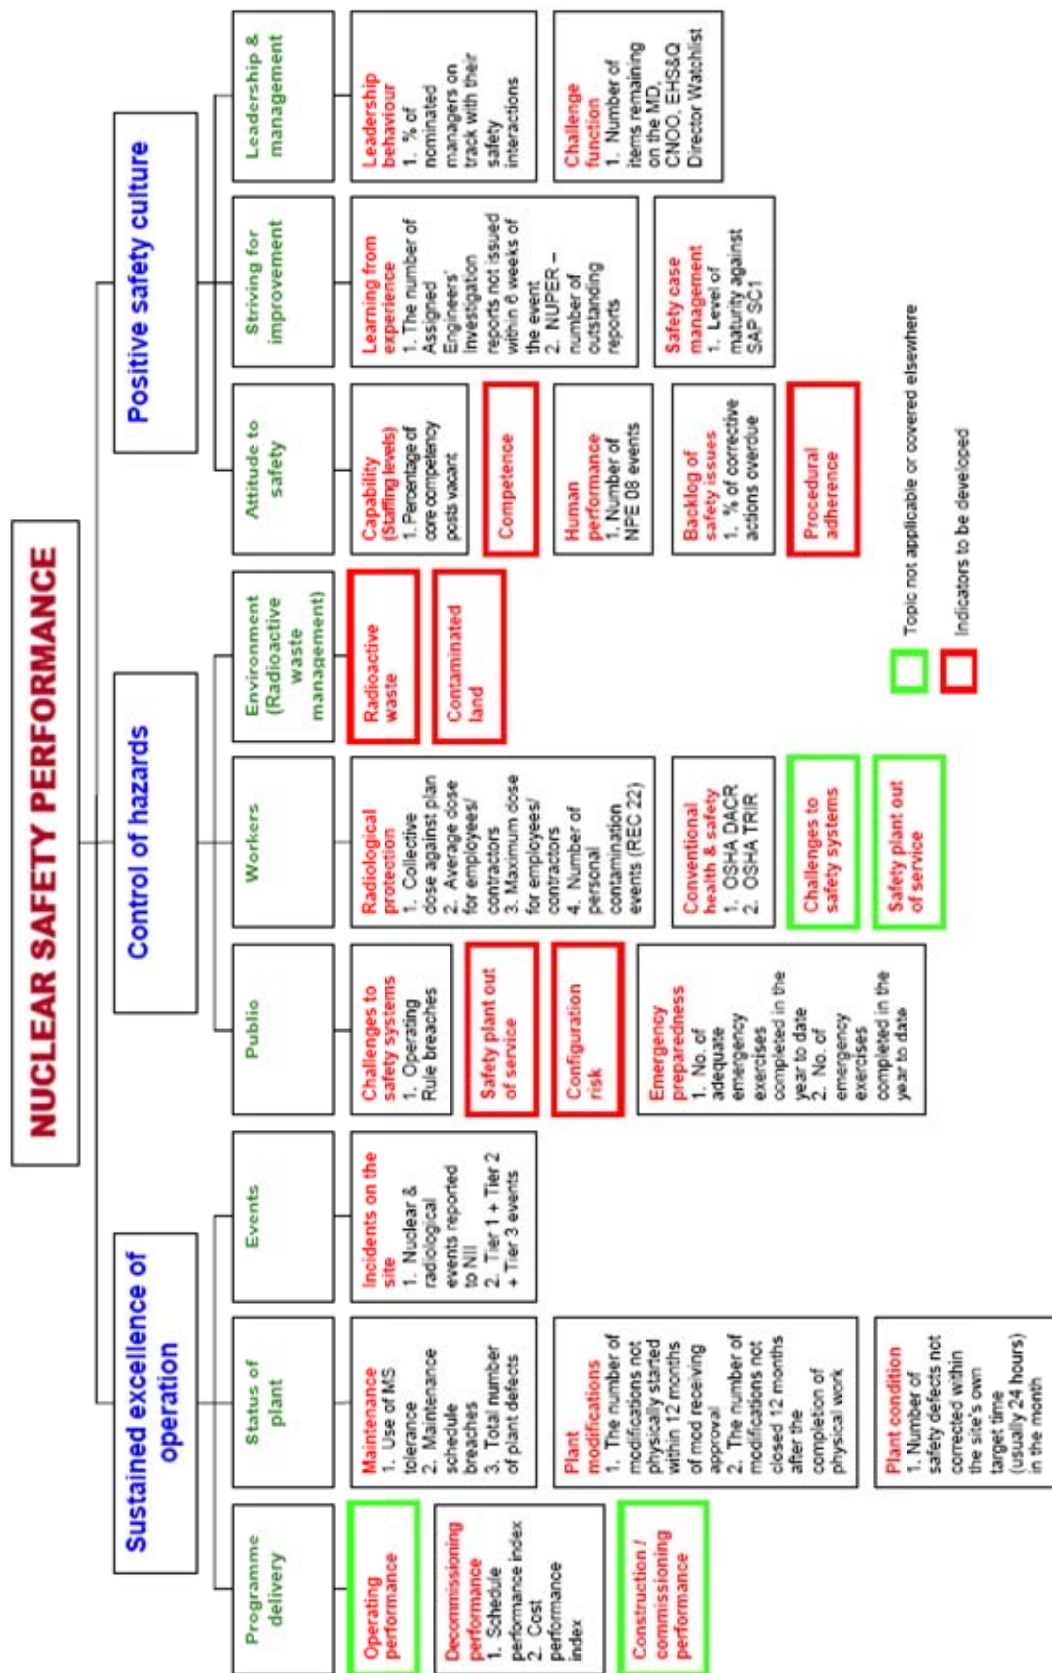 NUCLEAR SAFETY PERFORMANCE
Sustained excellence of
operation
Control of hazards
Positive safety culture
Programme
delivery
Status of
plant
Events
Public
Workers
Environment
(Radioactive
waste
management)
Attitude to
safety
Striving for
improvement
Leadership &
management
Operating
performance
Decommissioning
performance
1. Schedule
performance index
2. Cost
performance
index
Construction /
commissioning
performance
Maintenance
1. Use of MS
tolerance
2. Maintenance
schedule
breaches
3. Total number
of plant defects
Plant
modifications
1. The number of
modifications not
physically started
within 12 months
of mod receiving
approval
2. The number of
modifications not
closed 12 months
after the
completion of
physical work
Plant condition
1. Number of
safety defects not
corrected within
the site's own
target time
(usually 24 hours)
in the month
Incidents on the
site
1. Nuclear &
radiological
events reported
to NII
2. Tier 1 + Tier 2
+ Tier 3 events
Challenges to
safety systems
1. Operating
Rule breaches
Safety plant out
of service
Configuration
risk
Emergency
preparedness
1. No. of
adequate
emergency
exercises
completed in the
year to date
2. No. of
emergency
exercises
completed in the
year to date
Radiological
protection
1. Collective
dose against plan
2. Average dose
for employees/
contractors
3. Maximum dose
for employees/
contractors
4. Number of
personal
contamination
events (REC 22)
Conventional
health & safety
1. OSHA DACR
2. OSHA TRIR
Challenges to
safety systems
Safety plant out
of service
Radioactive
waste
Contaminated
land
Capability
(Staffing levels)
1. Percentage of
core competency
posts vacant
Competence
Human
performance
1. Number of
NPE 08 events
Backlog of
safety issues
1. % of corrective
actions overdue
Procedural
adherence
Learning from
experience
1. The number of
Assigned
Engineers'
Investigation
reports not issued
within 6 weeks of
the event
2. NUPER –
number of
outstanding
reports
Safety case
management
1. Level of
maturity against
SAP SC1
Leadership
behaviour
1. % of
nominated
managers on
track with their
safety
interactions
Challenge
function
1. Number of
items remaining
on the MD,
CNOO, EHS&Q
Director Watchlist
Topic not applicable or covered elsewhere
Indicators to be developed